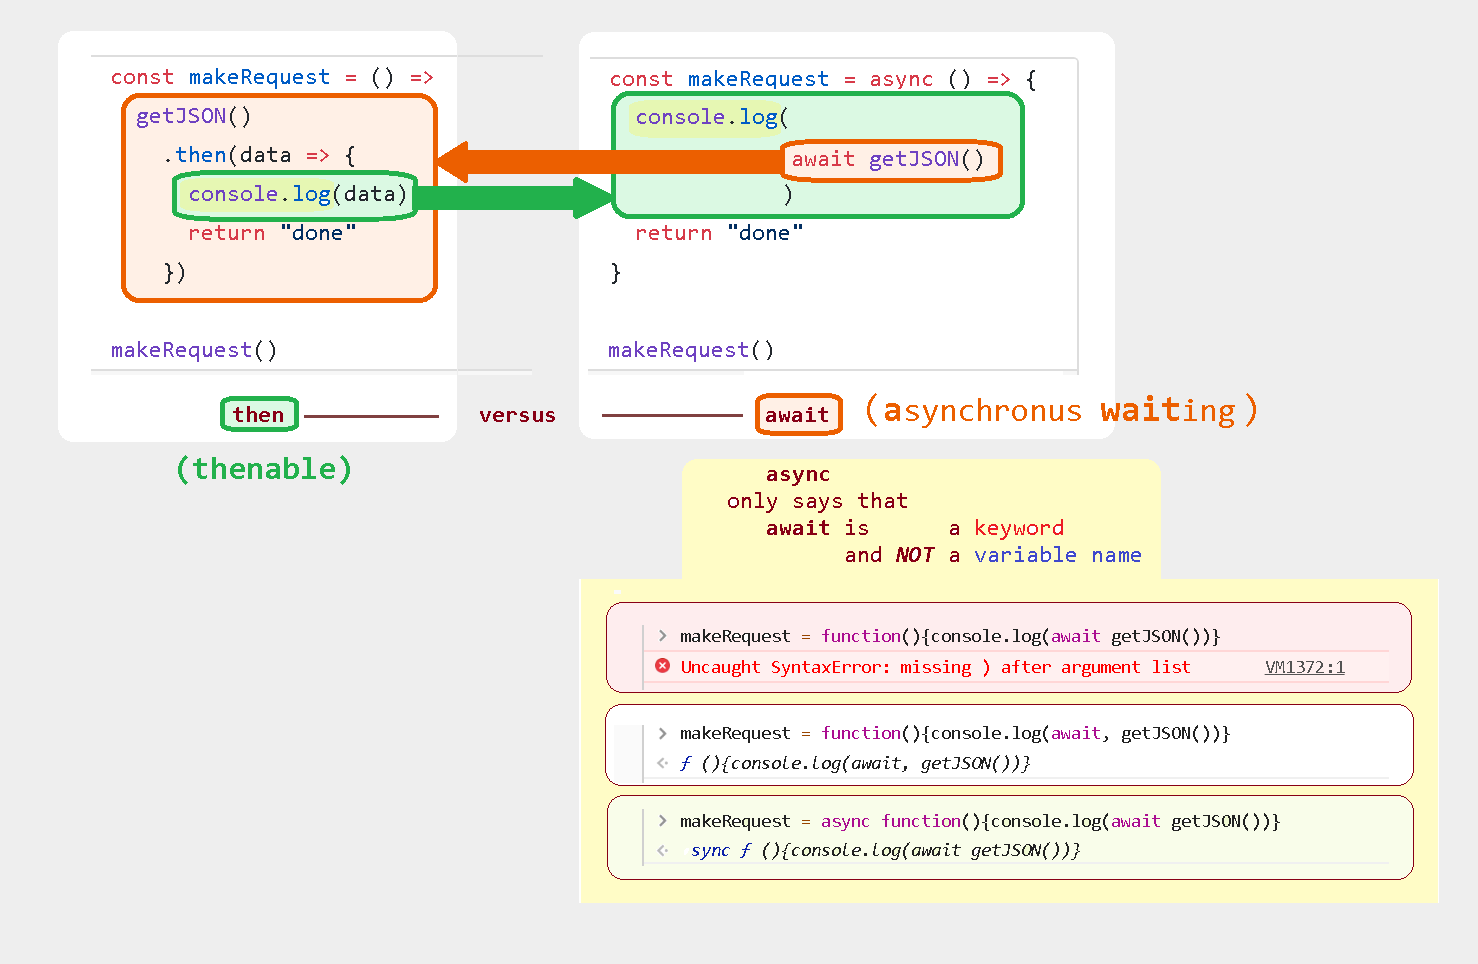 const makeRequest = () =>
getJSON()
.then(data => {
console.log(data)
return "done"
})
makeRequest()
const makeRequest = async () => {
console.log(
await getJSON()
)
return "done"
}
makeRequest()
then versus await (asynchronus waiting)
(thenable)
async
only says that
await is a keyword
and NOT a variable name
> makeRequest = function(){console.log(await getJSON())}
Uncaught SyntaxError: missing ) after argument list VM1372:1
> makeRequest = function(){console.log(await, getJSON())}
ƒ (){console.log(await, getJSON())}
> makeRequest = async function(){console.log(await getJSON())}
sync ƒ (){console.log(await getJSON())}